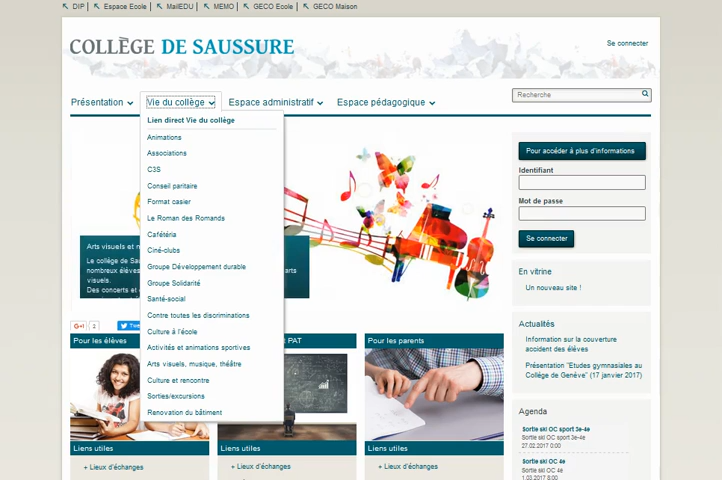 DIP | Espace Ecole | MailEDU | MEMO | GECO Ecole | GECO Maison
COLLÈGE DE SAUSSURE
Se connecter
Présentation
Vie du collège
Espace administratif
Espace pédagogique
Recherche
Lien direct Vie du collège
Animations
Associations
C3S
Conseil paritaire
Format casier
Le Roman des Romands
Cafétéria
Ciné-clubs
Groupe Développement durable
Groupe Solidarité
Santé-social
Contre toutes les discriminations
Culture à l'école
Activités et animations sportives
Arts visuels, musique, théâtre
Culture et rencontre
Sorties/excursions
Renovation du bâtiment
Arts visuels et
Le collège de
nombreux élèves
arts
visuels.
Des concerts et
G+ 2
Pour les élèves
PAT
Pour les parents
Liens utiles
Liens utiles
Liens utiles
+ Lieux d'échanges
+ Lieux d'échanges
+ Lieux d'échanges
Pour accéder à plus d'informations
Identifiant
Mot de passe
Se connecter
En vitrine
Un nouveau site !
Actualités
Information sur la couverture
accident des élèves
Présentation "Etudes gymnasiales au
Collège de Genève" (17 janvier 2017)
Agenda
Sortie ski OC sport 3e-4e
Sortie ski OC sport 3e-4e
27.02.2017 0:00
Sortie ski OC 4e
Sortie ski OC 4e
1.03.2017 8:00